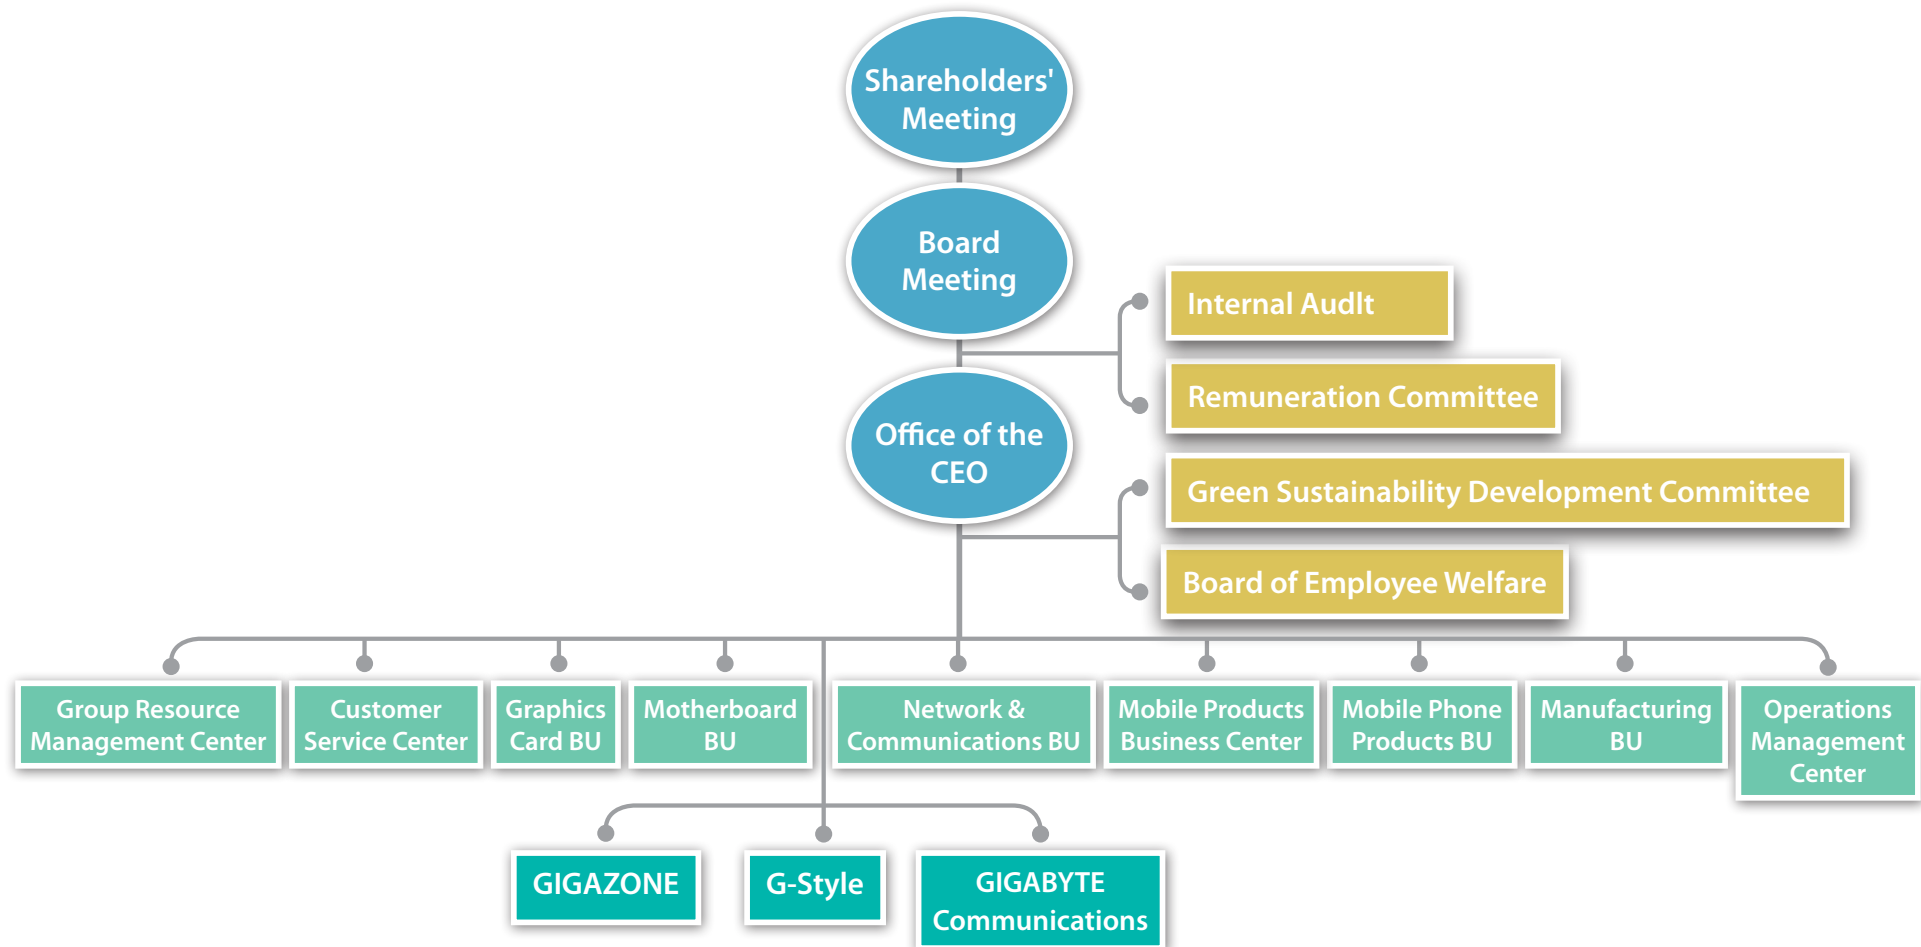 Shareholders'
Meeting
Board
Meeting
Internal Audlt
Remuneration Committee
Office of the
CEO
Green Sustainability Development Committee
Board of Employee Welfare
Group Resource
Management Center
Customer
Service Center
Graphics
Card BU
Motherboard
BU
Network &
Communications BU
Mobile Products
Business Center
Mobile Phone
Products BU
Manufacturing
BU
Operations
Management
Center
GIGAZONE
G-Style
GIGABYTE
Communications